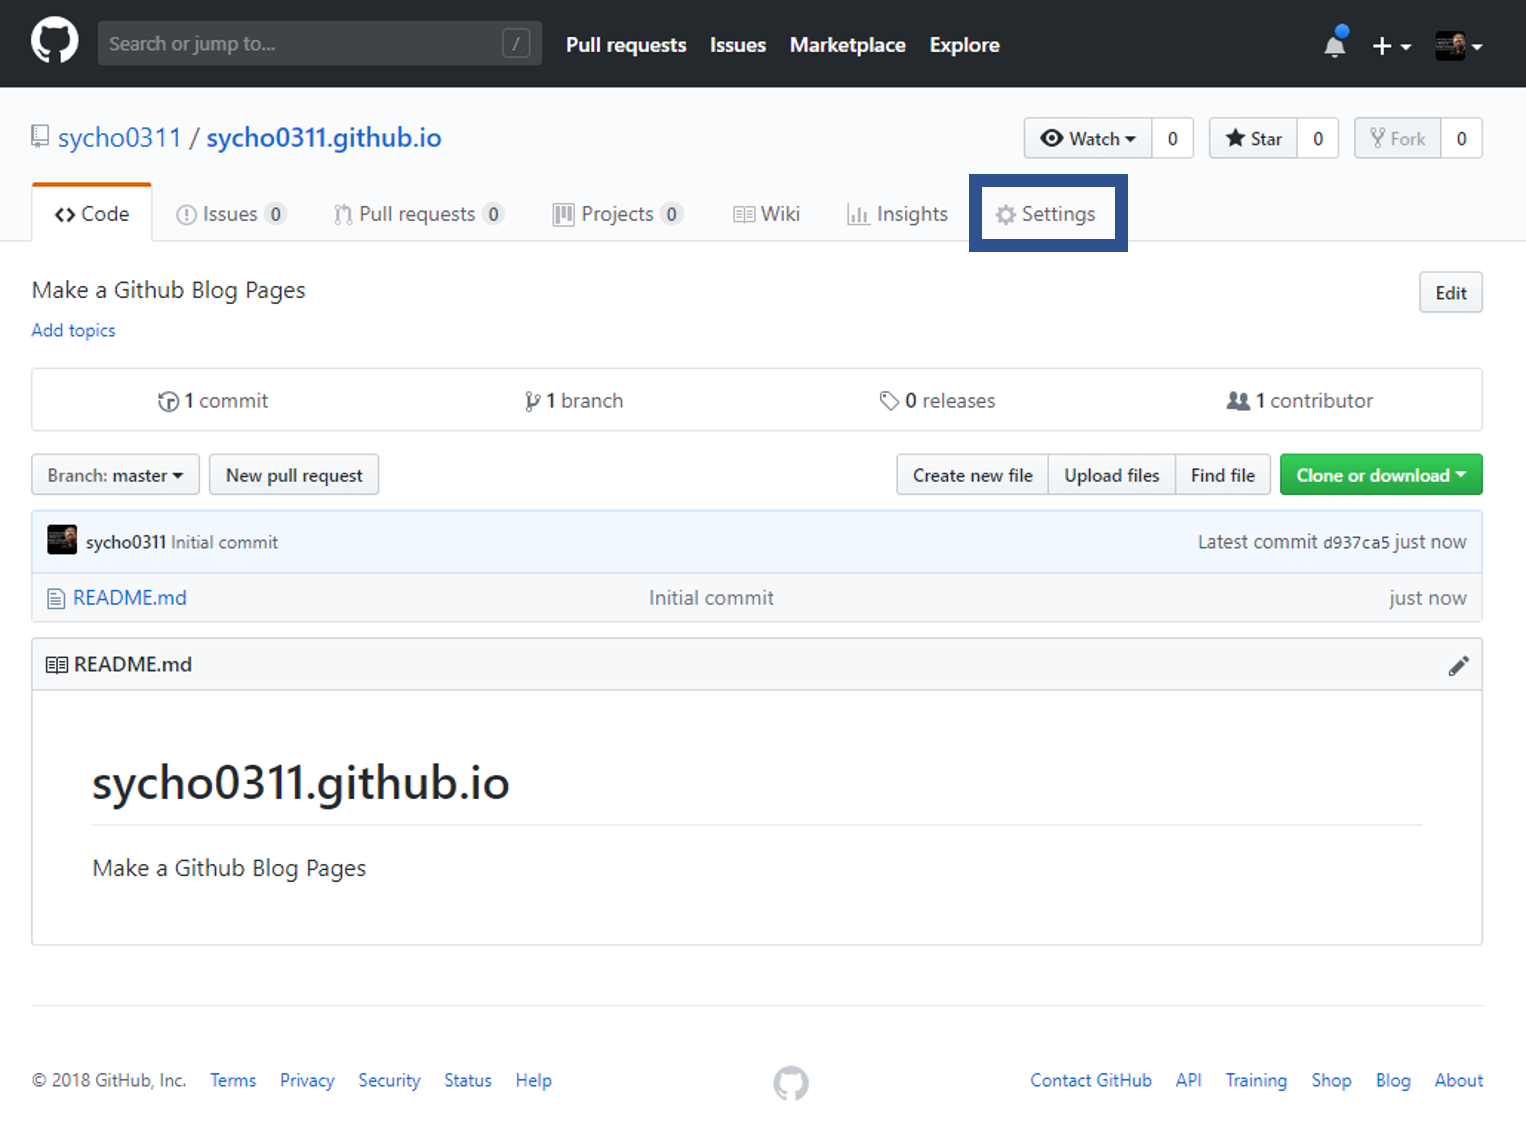 Search or jump to... / Pull requests Issues Marketplace Explore
sycho0311 / sycho0311.github.io Watch 0 Star 0 Fork 0
Code Issues 0 Pull requests 0 Projects 0 Wiki Insights Settings
Make a Github Blog Pages Edit
Add topics
1 commit 1 branch 0 releases 1 contributor
Branch: master New pull request Create new file Upload files Find file Clone or download
sycho0311 Initial commit Latest commit d937ca5 just now
README.md Initial commit just now
README.md
sycho0311.github.io
Make a Github Blog Pages
© 2018 GitHub, Inc. Terms Privacy Security Status Help Contact GitHub API Training Shop Blog About